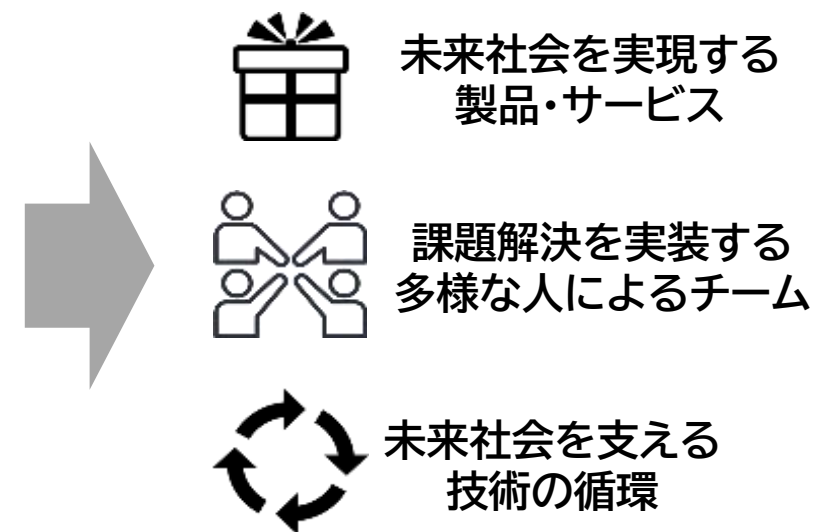 未来社会を実現する
製品・サービス
課題解決を実装する
多様な人によるチーム
未来社会を支える
技術の循環